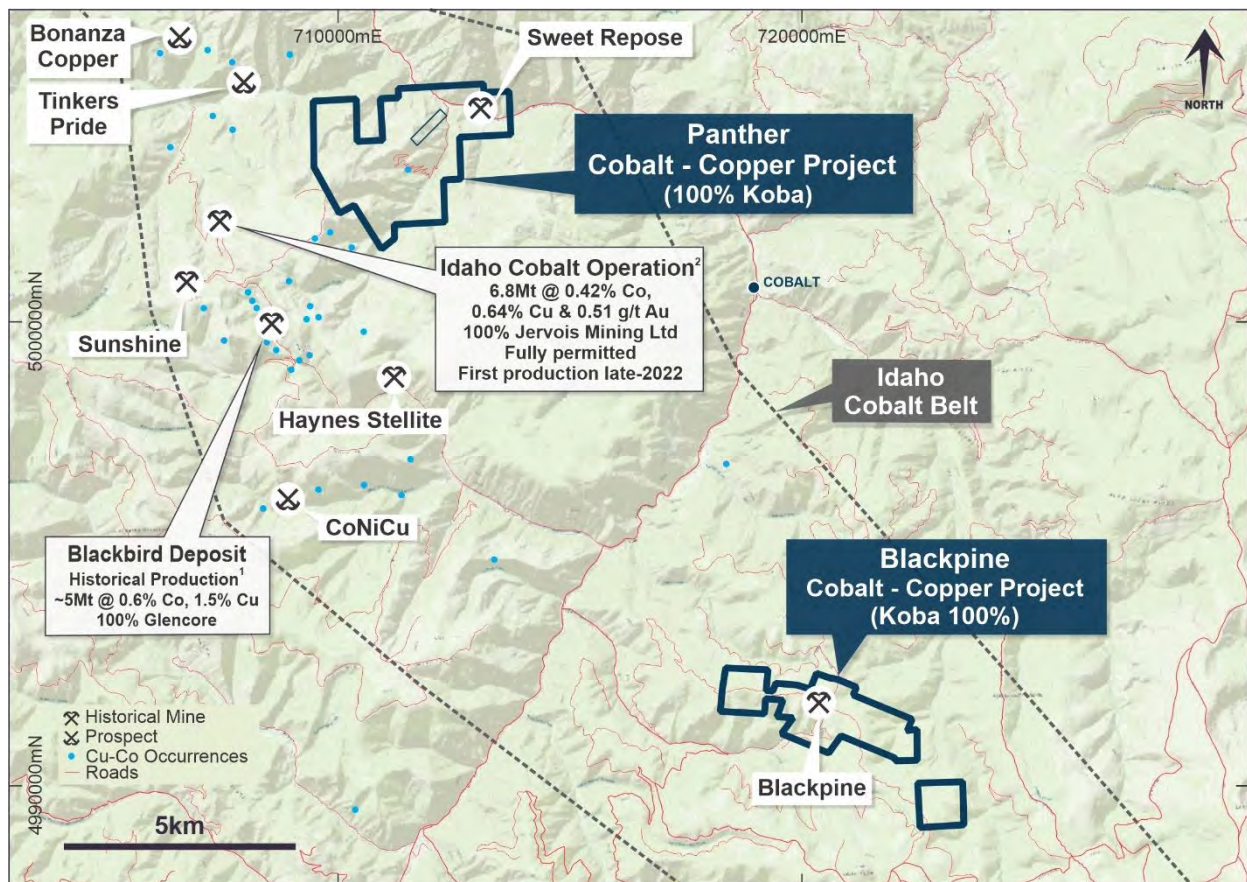 710000mE
720000mE
Bonanza
Copper
Sweet Repose
Tinkers
Pride
NORTH
Panther
Cobalt - Copper Project
(100% Koba)
Idaho Cobalt Operation²
6.8Mt @ 0.42% Co,
0.64% Cu & 0.51 g/t Au
100% Jervois Mining Ltd
Fully permitted
First production late-2022
COBALT
5000000mN
Sunshine
Idaho
Cobalt Belt
Haynes Stellite
CoNiCu
Blackbird Deposit
Historical Production¹
~5Mt @ 0.6% Co, 1.5% Cu
100% Glencore
Blackpine
Cobalt - Copper Project
(Koba 100%)
Blackpine
Historical Mine
Prospect
Cu-Co Occurrences
Roads
4990000mN
5km